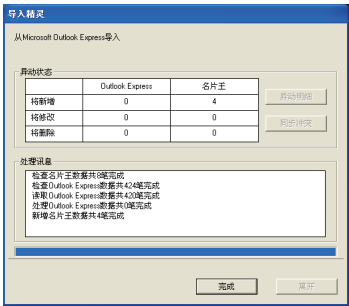 导入精灵
从Microsoft Outlook Express导入
异动状态
Outlook Express 名片王
将新增 0 4
将修改 0 0
将删除 0 0
异动明细
同步冲突
处理讯息
检查名片王数据共8笔完成
检查Outlook Express数据共424笔完成
读取Outlook Express数据共420笔完成
处理Outlook Express数据共0笔完成
新增名片王数据共4笔完成
完成
离开